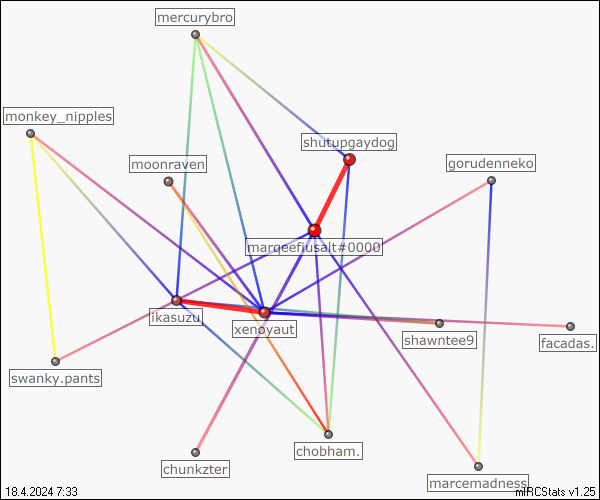 mercurybro
monkey_nipples
shutupgaydog
moonraven
gorudenneko
marqeefiusalt#0000
ikasuzu
xenoyaut
shawntee9
facadas.
swanky.pants
chobham.
chunkzter
marcemadness
18.4.2024 7:33
mIRCStats v1.25